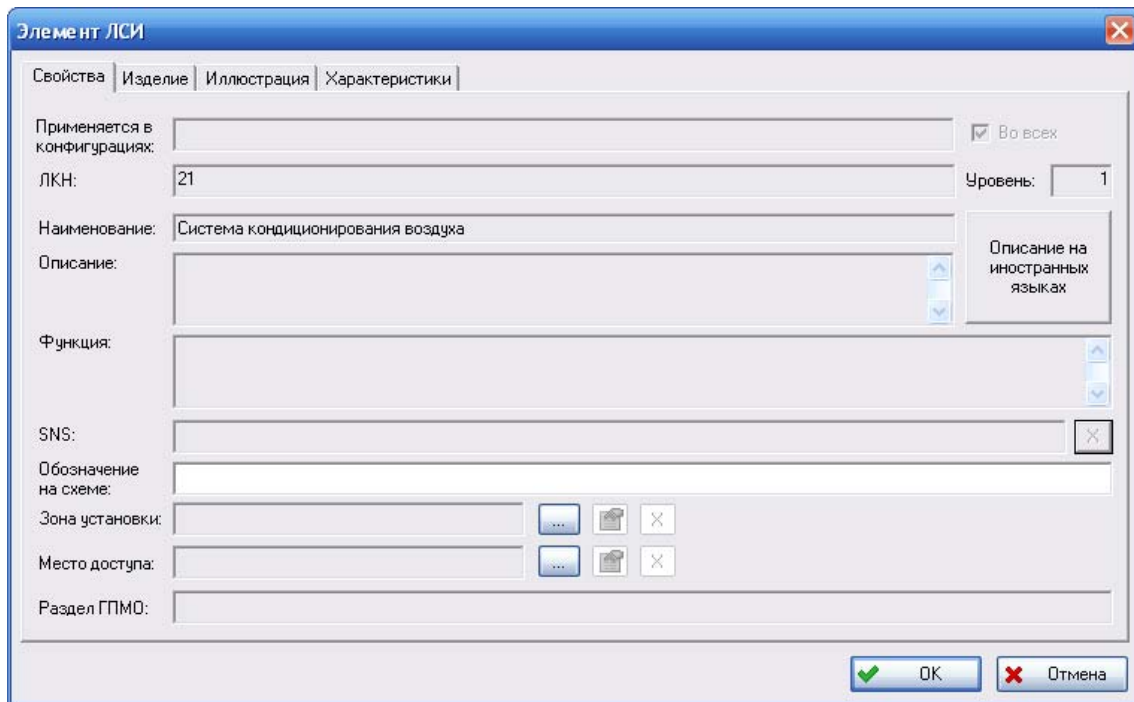 Элемент ЛСИ
Свойства Изделие Иллюстрация Характеристики
Применяется в
конфигурациях:
Во всех
ЛКН: 21 Уровень: 1
Наименование: Система кондиционирования воздуха
Описание:
Описание на
иностранных
языках
Функция:
SNS:
Обозначение
на схеме:
Зона установки: ...
Место доступа: ...
Раздел ГПМО:
OK Отмена